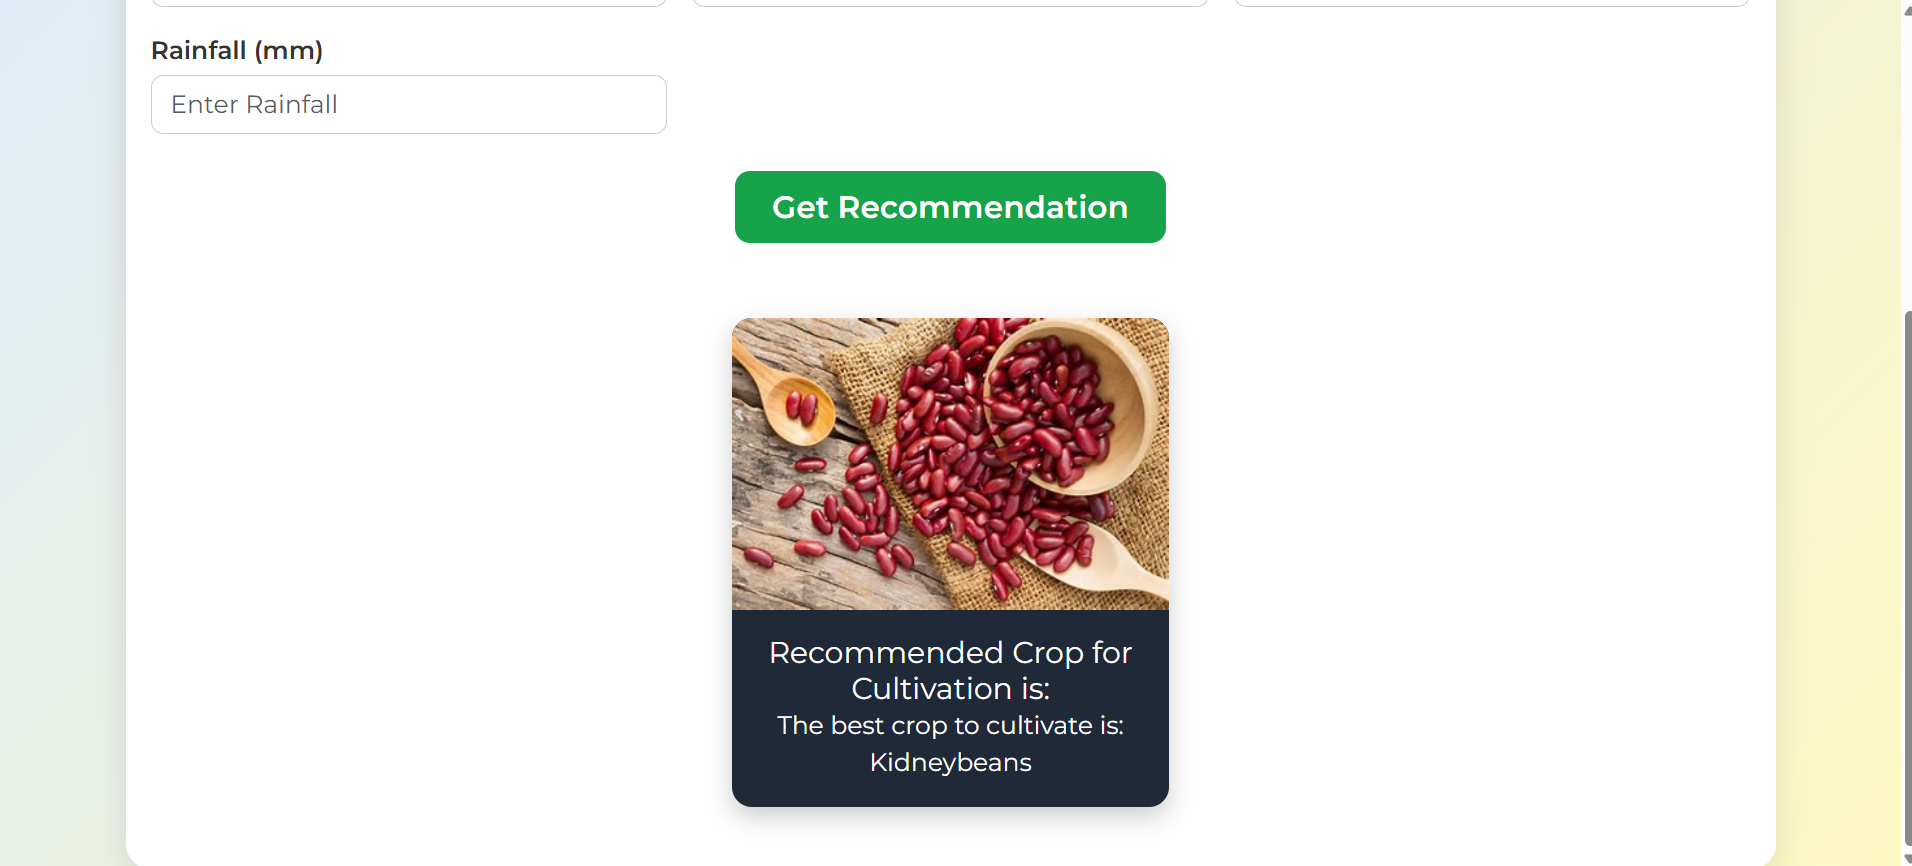 Rainfall (mm)
Enter Rainfall
Get Recommendation
Recommended Crop for
Cultivation is:
The best crop to cultivate is:
Kidneybeans